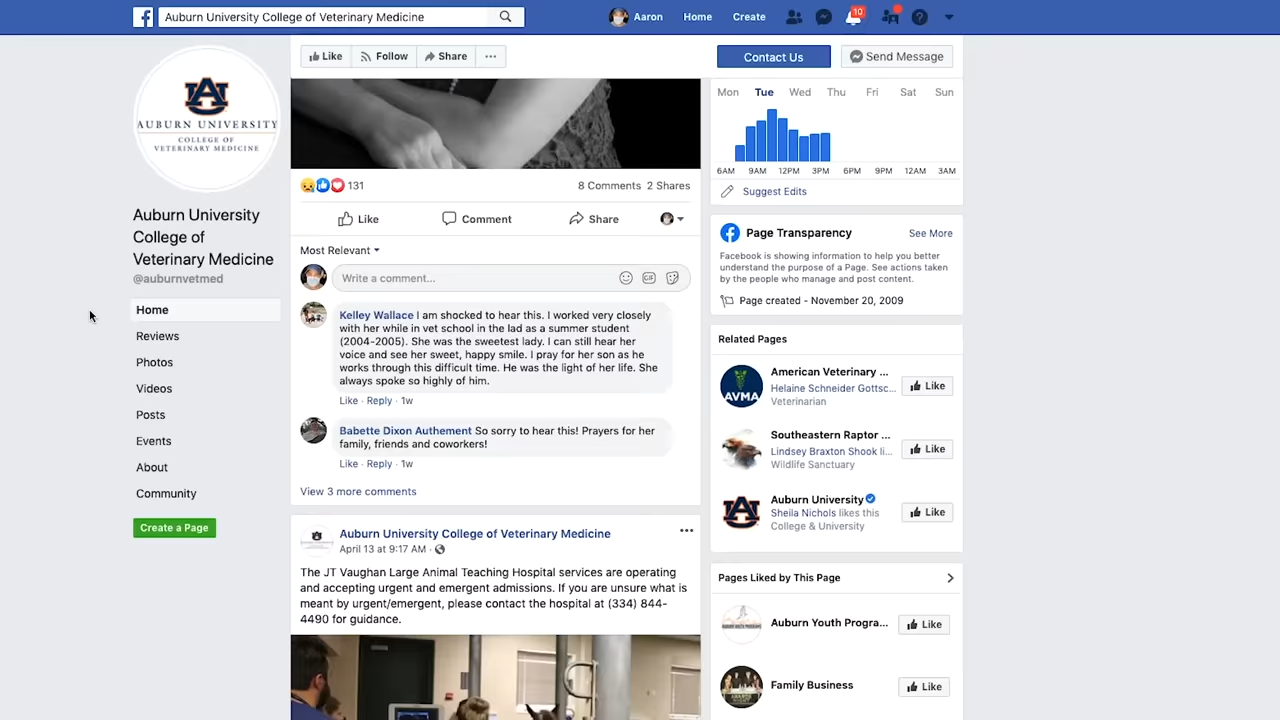 Auburn University College of Veterinary Medicine
Aaron
Home
Create
10
AUBURN UNIVERSITY
COLLEGE OF
VETERINARY MEDICINE
Auburn University
College of
Veterinary Medicine
@auburnvetmed
Home
Reviews
Photos
Videos
Posts
Events
About
Community
Create a Page
Like
Follow
Share
Contact Us
Send Message
131
8 Comments 2 Shares
Like
Comment
Share
Most Relevant
Write a comment...
GIF
Kelley Wallace I am shocked to hear this. I worked very closely
with her while in vet school in the lad as a summer student
(2004-2005). She was the sweetest lady. I can still hear her
voice and see her sweet, happy smile. I pray for her son as he
works through this difficult time. He was the light of her life. She
always spoke so highly of him.
Like · Reply · 1w
Babette Dixon Authement So sorry to hear this! Prayers for her
family, friends and coworkers!
Like · Reply · 1w
View 3 more comments
Auburn University College of Veterinary Medicine
April 13 at 9:17 AM ·
The JT Vaughan Large Animal Teaching Hospital services are operating
and accepting urgent and emergent admissions. If you are unsure what is
meant by urgent/emergent, please contact the hospital at (334) 844-
4490 for guidance.
Mon Tue Wed Thu Fri Sat Sun
6AM 9AM 12PM 3PM 6PM 9PM 12AM 3AM
Suggest Edits
Page Transparency
See More
Facebook is showing information to help you better
understand the purpose of a Page. See actions taken
by the people who manage and post content.
Page created - November 20, 2009
Related Pages
AVMA
American Veterinary ...
Helaine Schneider Gottsc...
Veterinarian
Like
Southeastern Raptor ...
Lindsey Braxton Shook li...
Wildlife Sanctuary
Like
Auburn University
Sheila Nichols likes this
College & University
Like
Pages Liked by This Page
Auburn Youth Progra...
Like
Family Business
Like